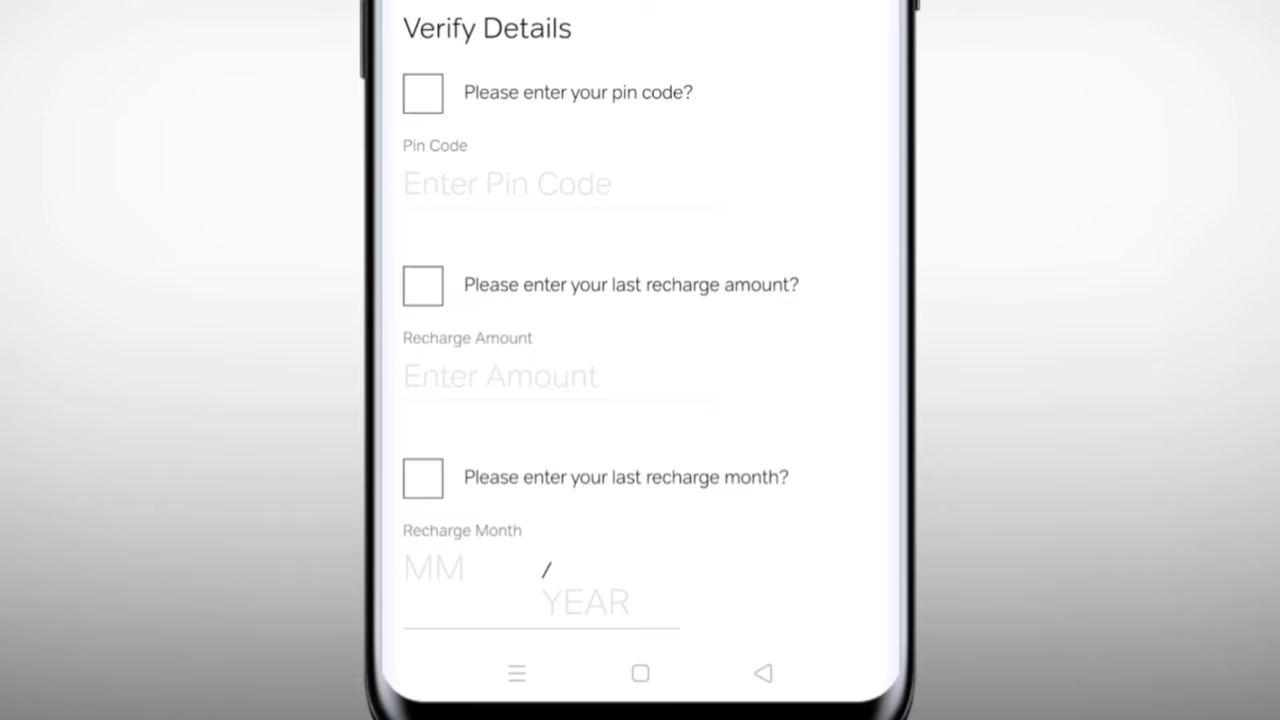 Verify Details
Please enter your pin code?
Pin Code
Enter Pin Code
Please enter your last recharge amount?
Recharge Amount
Enter Amount
Please enter your last recharge month?
Recharge Month
MM /
YEAR